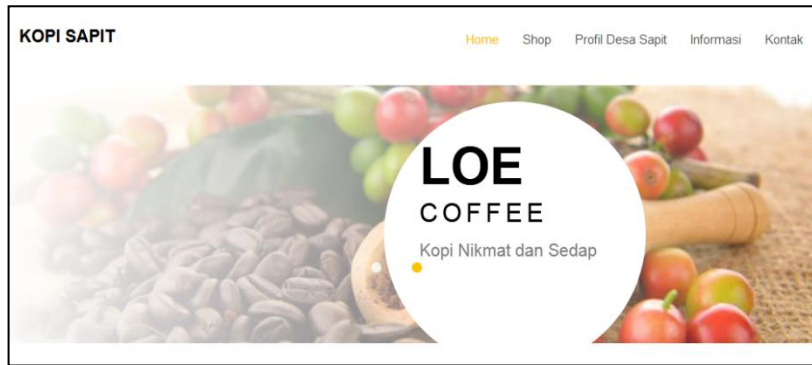 KOPI SAPIT
Home Shop Profil Desa Sapit Informasi Kontak
LOE
COFFEE
Kopi Nikmat dan Sedap